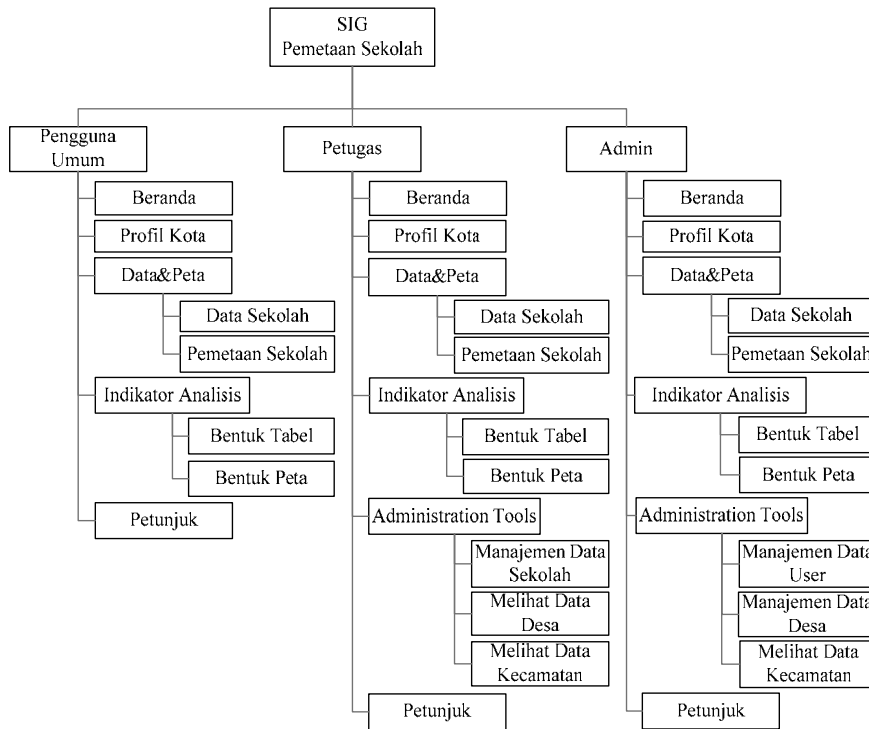 SIG
Pemetaan Sekolah
Pengguna
Umum
Beranda
Profil Kota
Data&Peta
Data Sekolah
Pemetaan Sekolah
Indikator Analisis
Bentuk Tabel
Bentuk Peta
Petunjuk
Petugas
Beranda
Profil Kota
Data&Peta
Data Sekolah
Pemetaan Sekolah
Indikator Analisis
Bentuk Tabel
Bentuk Peta
Administration Tools
Manajemen Data
Sekolah
Melihat Data
Desa
Melihat Data
Kecamatan
Petunjuk
Admin
Beranda
Profil Kota
Data&Peta
Data Sekolah
Pemetaan Sekolah
Indikator Analisis
Bentuk Tabel
Bentuk Peta
Administration Tools
Manajemen Data
User
Manajemen Data
Desa
Melihat Data
Kecamatan
Petunjuk